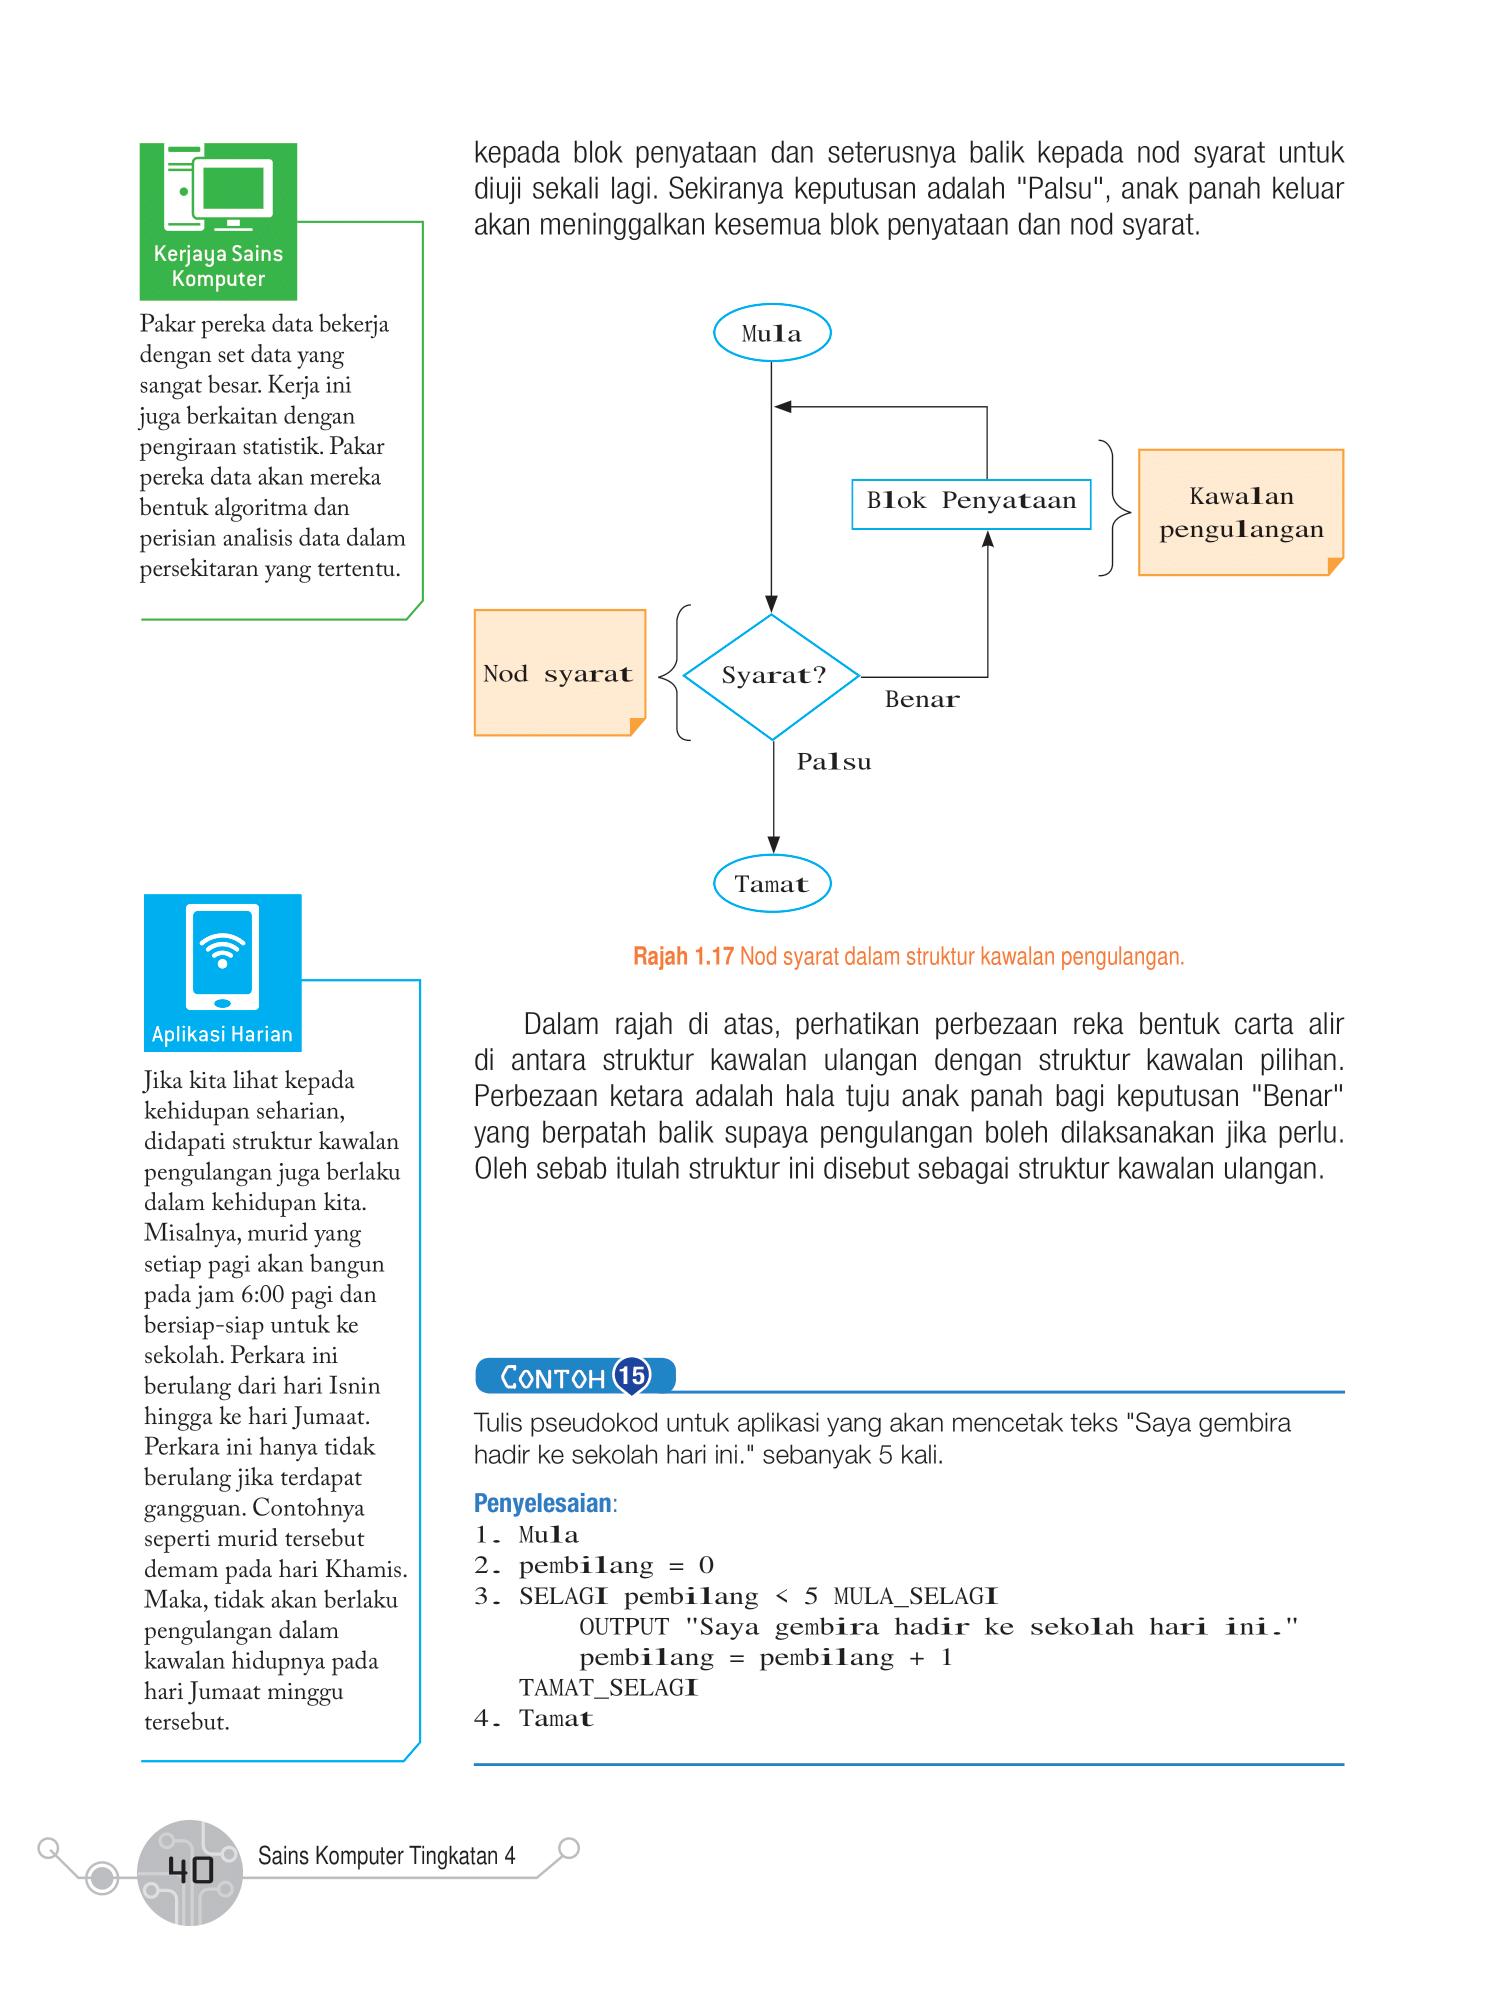 kepada blok penyataan dan seterusnya balik kepada nod syarat untuk
diuji sekali lagi. Sekiranya keputusan adalah "Palsu", anak panah keluar
akan meninggalkan kesemua blok penyataan dan nod syarat.
Kerjaya Sains
Komputer
Pakar pereka data bekerja
dengan set data yang
sangat besar. Kerja ini
juga berkaitan dengan
pengiraan statistik. Pakar
pereka data akan mereka
bentuk algoritma dan
perisian analisis data dalam
persekitaran yang tertentu.
Mula
Blok Penyataan
Kawalan
pengulangan
Nod syarat
Syarat?
Benar
Palsu
Tamat
Rajah 1.17 Nod syarat dalam struktur kawalan pengulangan.
Dalam rajah di atas, perhatikan perbezaan reka bentuk carta alir
di antara struktur kawalan ulangan dengan struktur kawalan pilihan.
Perbezaan ketara adalah hala tuju anak panah bagi keputusan "Benar"
yang berpatah balik supaya pengulangan boleh dilaksanakan jika perlu.
Oleh sebab itulah struktur ini disebut sebagai struktur kawalan ulangan.
Aplikasi Harian
Jika kita lihat kepada
kehidupan seharian,
didapati struktur kawalan
pengulangan juga berlaku
dalam kehidupan kita.
Misalnya, murid yang
setiap pagi akan bangun
pada jam 6:00 pagi dan
bersiap-siap untuk ke
sekolah. Perkara ini
berulang dari hari Isnin
hingga ke hari Jumaat.
Perkara ini hanya tidak
berulang jika terdapat
gangguan. Contohnya
seperti murid tersebut
demam pada hari Khamis.
Maka, tidak akan berlaku
pengulangan dalam
kawalan hidupnya pada
hari Jumaat minggu
tersebut.
CONTOH 15
Tulis pseudokod untuk aplikasi yang akan mencetak teks "Saya gembira
hadir ke sekolah hari ini." sebanyak 5 kali.
Penyelesaian:
1. Mula
2. pembilang = 0
3. SELAGI pembilang < 5 MULA_SELAGI
OUTPUT "Saya gembira hadir ke sekolah hari ini."
pembilang = pembilang + 1
TAMAT_SELAGI
4. Tamat
40
Sains Komputer Tingkatan 4